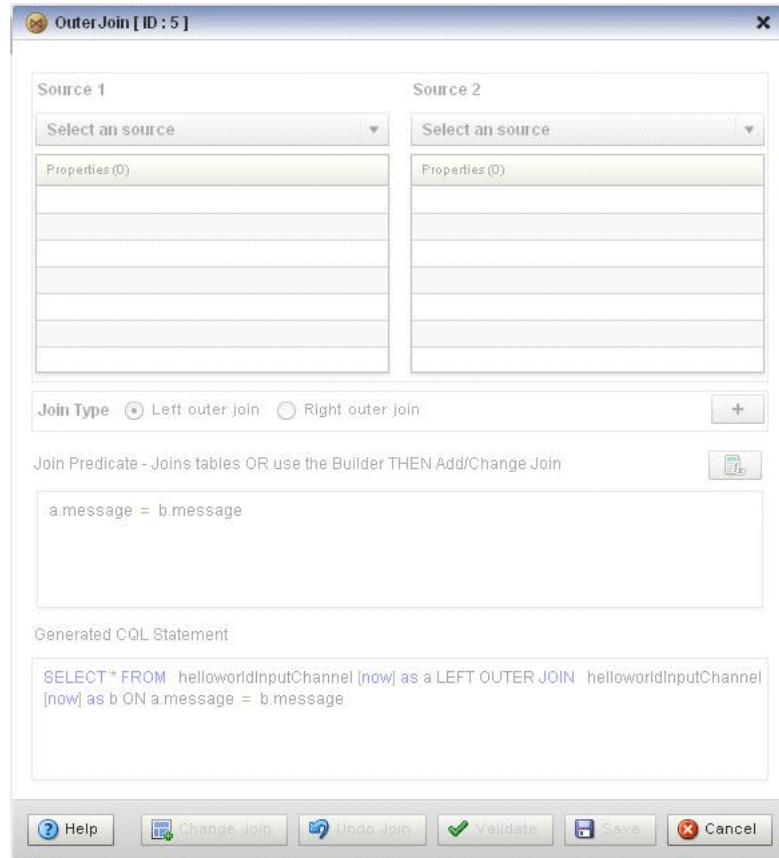 OuterJoin [ ID : 5 ]
Source 1 Source 2
Select an source Select an source
Properties (0) Properties (0)
Join Type Left outer join Right outer join +
Join Predicate - Joins tables OR use the Builder THEN Add/Change Join
a.message = b.message
Generated CQL Statement
SELECT * FROM helloworldInputChannel [now] as a LEFT OUTER JOIN helloworldInputChannel
[now] as b ON a.message = b.message
Help Change Join Undo Join Validate Save Cancel